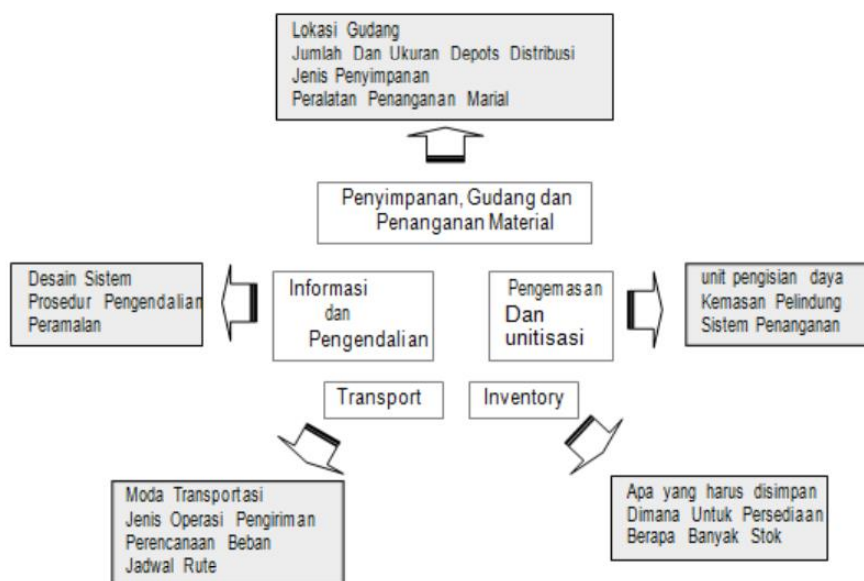 Lokasi Gudang
Jumlah Dan Ukuran Depots Distribusi
Jenis Penyimpanan
Peralatan Penanganan Marial
Penyimpanan, Gudang dan
Penanganan Material
Desain Sistem
Prosedur Pengendalian
Peramalan
Informasi
dan
Pengendalian
Pengemasan
Dan
unitisasi
unit pengisian daya
Kemasan Pelindung
Sistem Penanganan
Transport
Inventory
Moda Transportasi
Jenis Operasi Pengiriman
Perencanaan Beban
Jadwal Rute
Apa yang harus disimpan
Dimana Untuk Persediaan
Berapa Banyak Stok